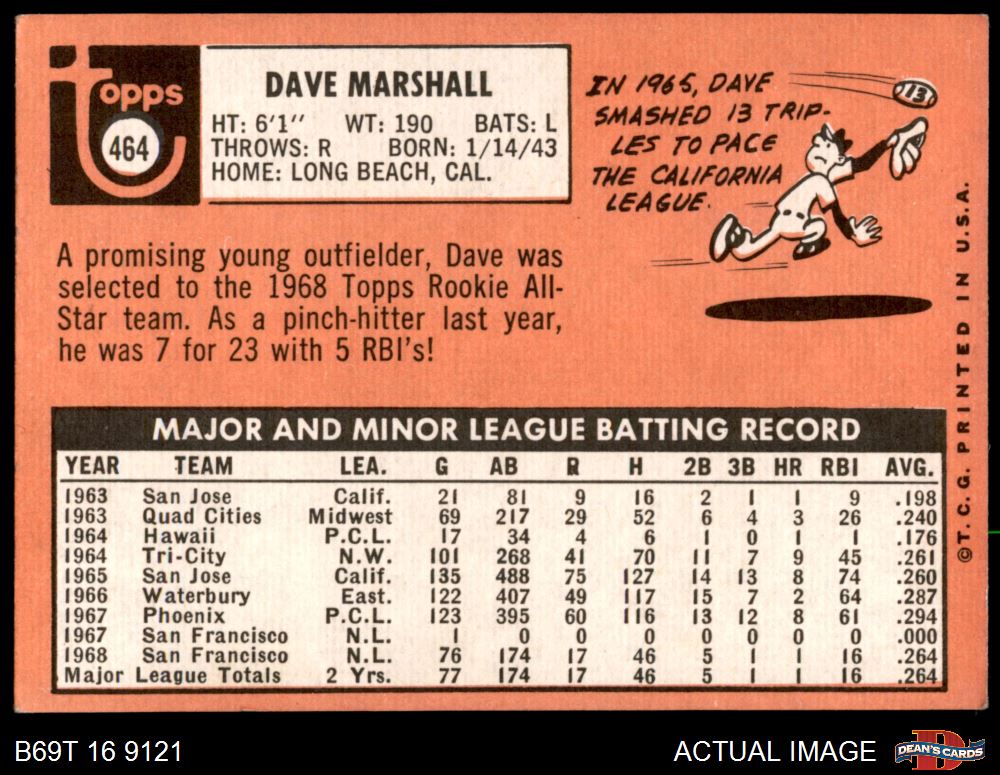 Topps
464
DAVE MARSHALL
HT: 6'1" WT: 190 BATS: L
THROWS: R BORN: 1/14/43
HOME: LONG BEACH, CAL.
IN 1965, DAVE
SMASHED 13 TRIP-
LES TO PACE
THE CALIFORNIA
LEAGUE.
13
A promising young outfielder, Dave was
selected to the 1968 Topps Rookie All-
Star team. As a pinch-hitter last year,
he was 7 for 23 with 5 RBI's!
MAJOR AND MINOR LEAGUE BATTING RECORD
YEAR TEAM LEA. G AB R H 2B 3B HR RBI AVG.
1963 San Jose Calif. 21 81 9 16 2 1 1 9 .198
1963 Quad Cities Midwest 69 217 29 52 6 4 3 26 .240
1964 Hawaii P.C.L. 17 34 4 6 1 0 1 1 .176
1964 Tri-City N.W. 101 268 41 70 11 7 9 45 .261
1965 San Jose Calif. 135 488 75 127 14 13 8 74 .260
1966 Waterbury East. 122 407 49 117 15 7 2 64 .287
1967 Phoenix P.C.L. 123 395 60 116 13 12 8 61 .294
1967 San Francisco N.L. 1 0 0 0 0 0 0 0 .000
1968 San Francisco N.L. 76 174 17 46 5 1 1 16 .264
Major League Totals 2 Yrs. 77 174 17 46 5 1 1 16 .264
©T.C.G. PRINTED IN U.S.A.
B69T 16 9121
ACTUAL IMAGE
DEAN'S CARDS